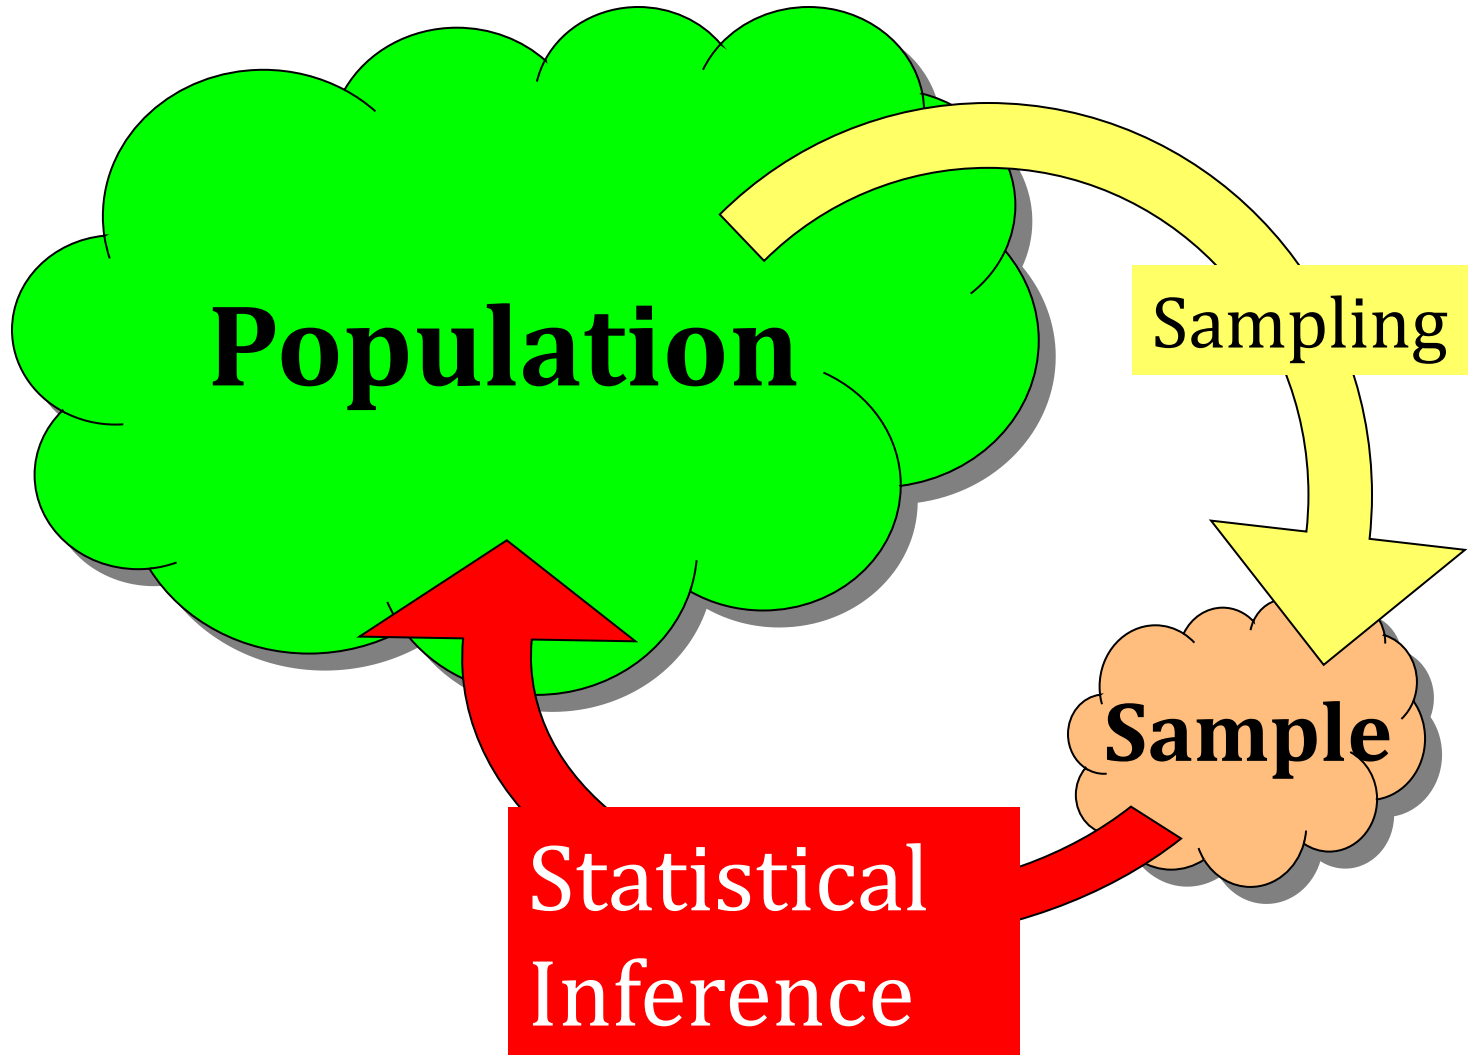 Population
Sampling
Sample
Statistical
Inference